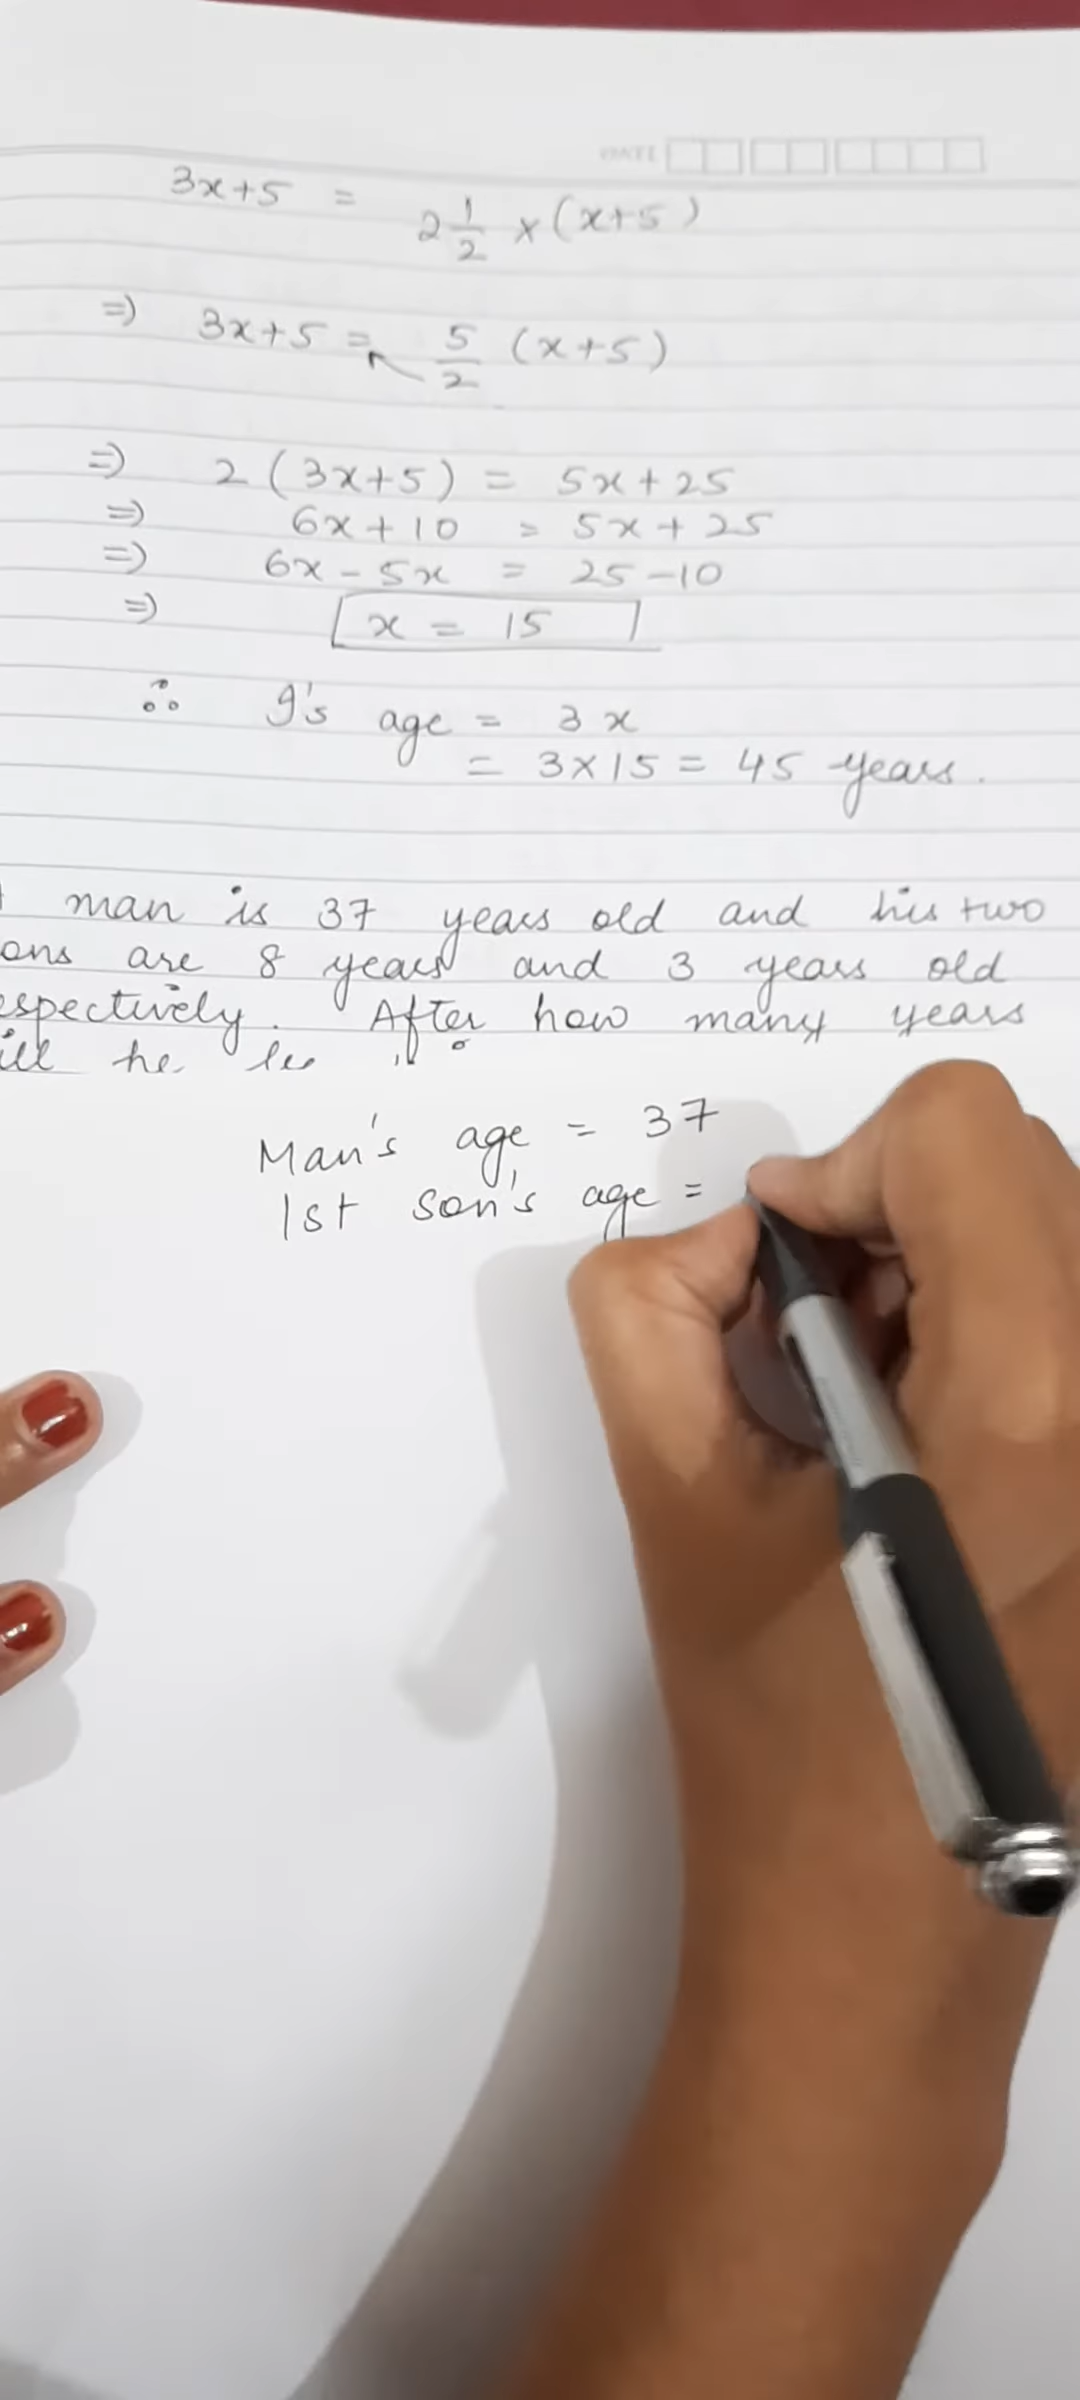 DATE
3x+5 = 2 1/2 x (x+5)
=) 3x+5 = 5/2 (x+5)
=) 2 (3x+5) = 5x+25
=) 6x+10 = 5x+25
=) 6x-5x = 25-10
=) x = 15
∴ I's age = 3x
= 3x15 = 45 years.
man is 37 years old and his two
ons are 8 years and 3 years old
espectively. After how many years
ill he
Man's age = 37
1st son's age =